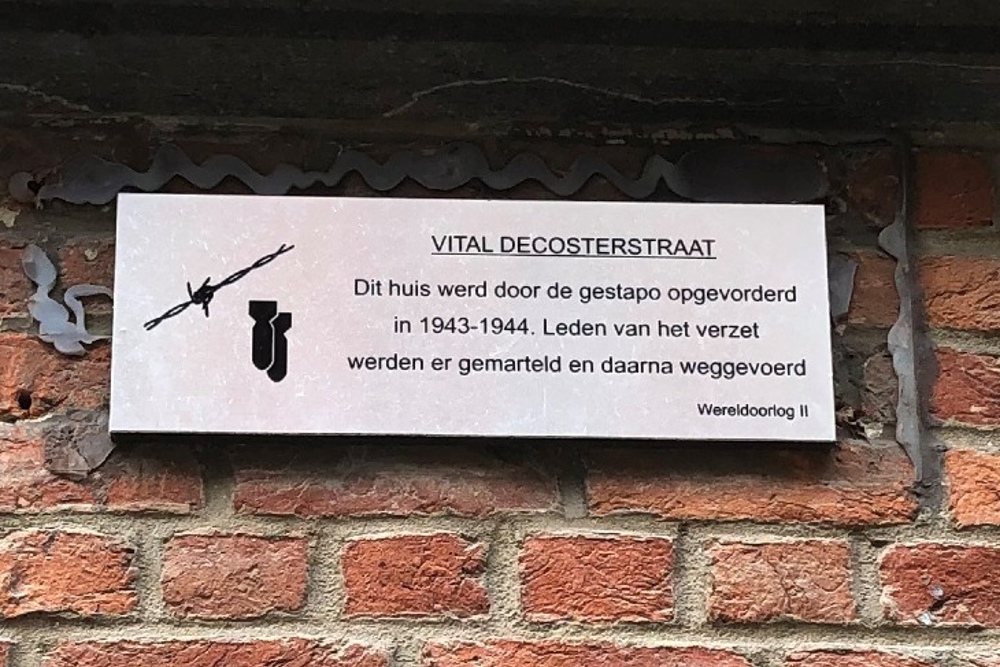 VITAL DECOSTERSTRAAT
Dit huis werd door de gestapo opgevorderd
in 1943-1944. Leden van het verzet
werden er gemarteld en daarna weggevoerd
Wereldoorlog II